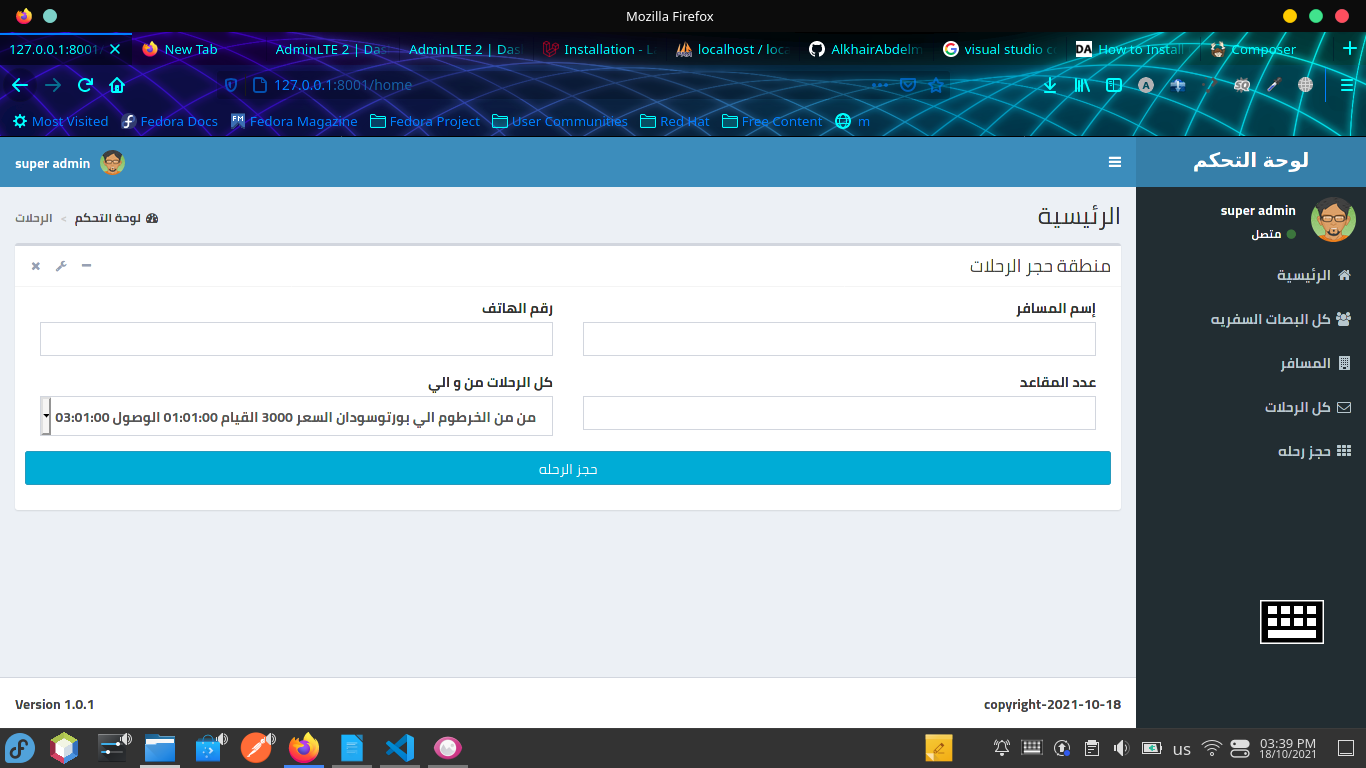 Mozilla Firefox
127.0.0.1:8001/
New Tab
AdminLTE 2 | Das
AdminLTE 2 | Das
Installation - L
localhost / loca
AlkhairAbdelm
visual studio co
DA How to Install
Composer
127.0.0.1:8001/home
Most Visited
Fedora Docs
FM Fedora Magazine
Fedora Project
User Communities
Red Hat
Free Content
m
لوحة التحكم
super admin
super admin
متصل
الرئيسية
لوحة التحكم > الرحلات
الرئيسية
كل البصات السفريه
المسافر
كل الرحلات
حجز رحله
منطقة حجر الرحلات
إسم المسافر
رقم الهاتف
عدد المقاعد
كل الرحلات من و الي
من من الخرطوم الي بورتوسودان السعر 3000 القيام 01:01:00 الوصول 03:01:00
حجز الرحله
copyright-2021-10-18
Version 1.0.1
us
03:39 PM
18/10/2021